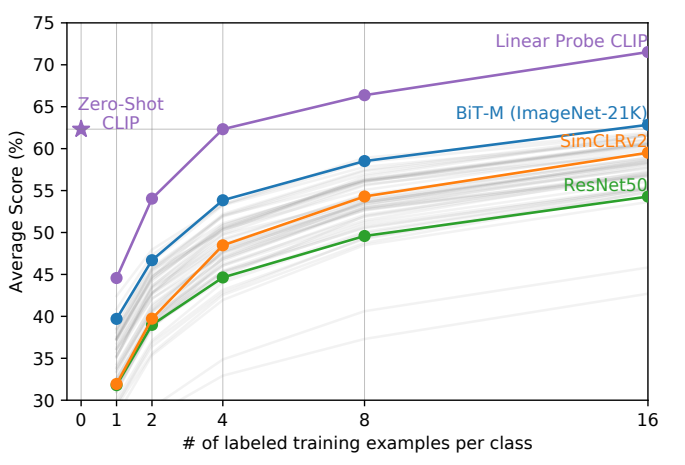 75
70
65
60
55
50
45
40
35
30
Average Score (%)
Linear Probe CLIP
Zero-Shot
CLIP
BiT-M (ImageNet-21K)
SimCLRv2
ResNet50
0 1 2 4 8 16
# of labeled training examples per class